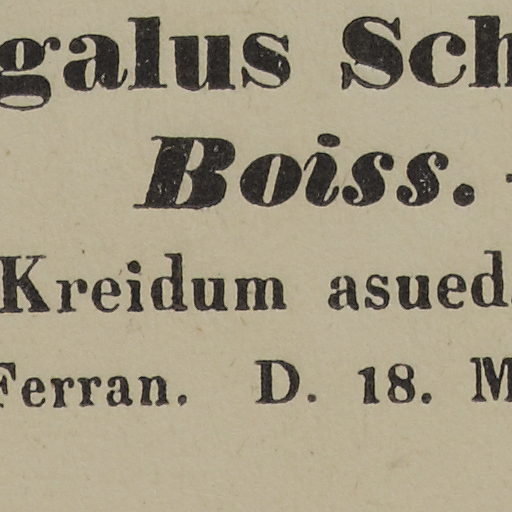 galus Sch
Boiss. -
Kreidum asued
Ferran. D. 18. M